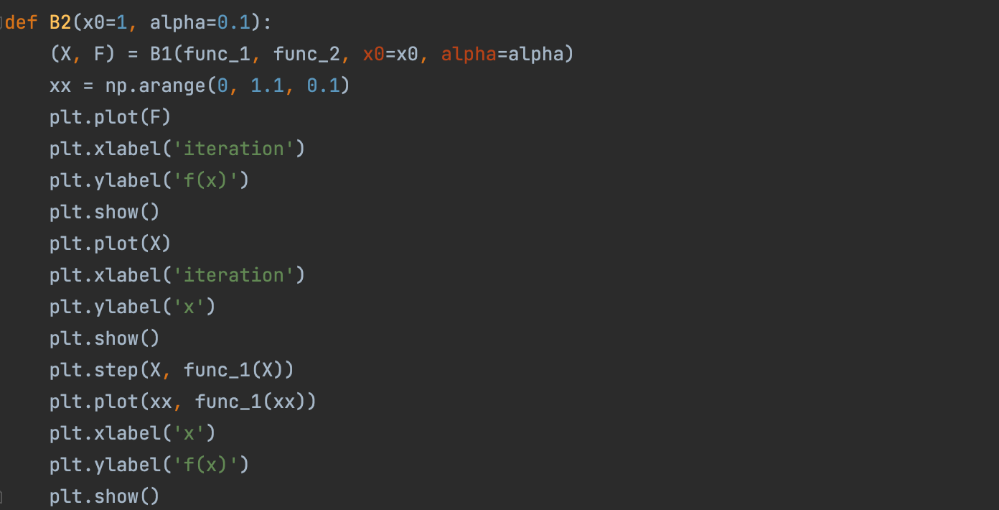 def B2(x0=1, alpha=0.1):
    (X, F) = B1(func_1, func_2, x0=x0, alpha=alpha)
    xx = np.arange(0, 1.1, 0.1)
    plt.plot(F)
    plt.xlabel('iteration')
    plt.ylabel('f(x)')
    plt.show()
    plt.plot(X)
    plt.xlabel('iteration')
    plt.ylabel('x')
    plt.show()
    plt.step(X, func_1(X))
    plt.plot(xx, func_1(xx))
    plt.xlabel('x')
    plt.ylabel('f(x)')
    plt.show()